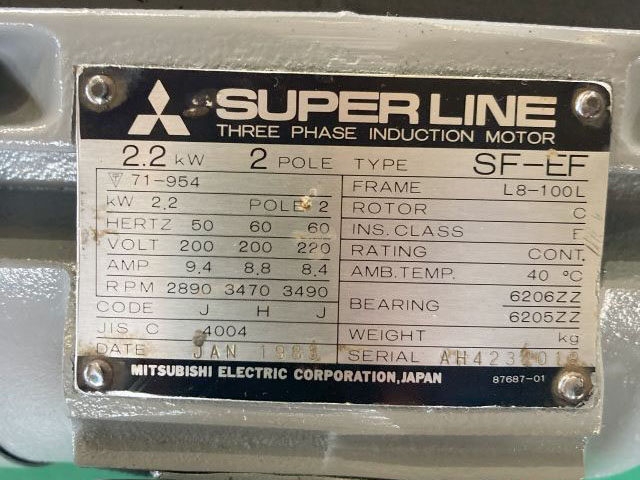 SUPER LINE
THREE PHASE INDUCTION MOTOR
2.2 kW 2 POLE TYPE SF-EF
71-954
kW 2.2 POLE 2
HERTZ 50 60 60
VOLT 200 200 220
AMP 9.4 8.8 8.4
RPM 2890 3470 3490
CODE J H J
JIS C 4004
DATE JAN
FRAME L8-100L
ROTOR C
INS.CLASS E
RATING CONT.
AMB.TEMP. 40 °C
BEARING 6206ZZ
6205ZZ
WEIGHT kg
SERIAL
MITSUBISHI ELECTRIC CORPORATION,JAPAN
87687-01